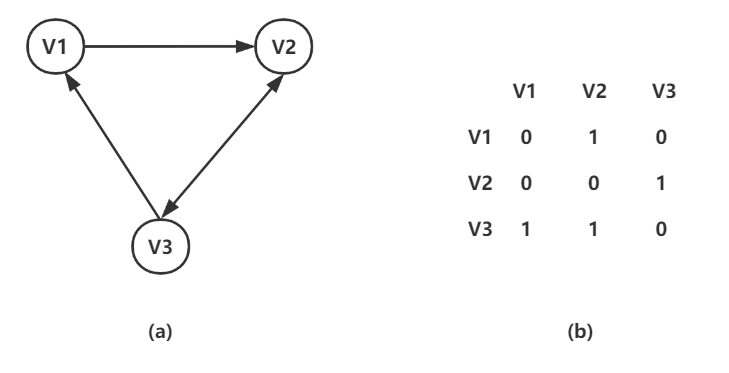 V1 V2
V3
(a)
V1 V2 V3
V1 0 1 0
V2 0 0 1
V3 1 1 0
(b)